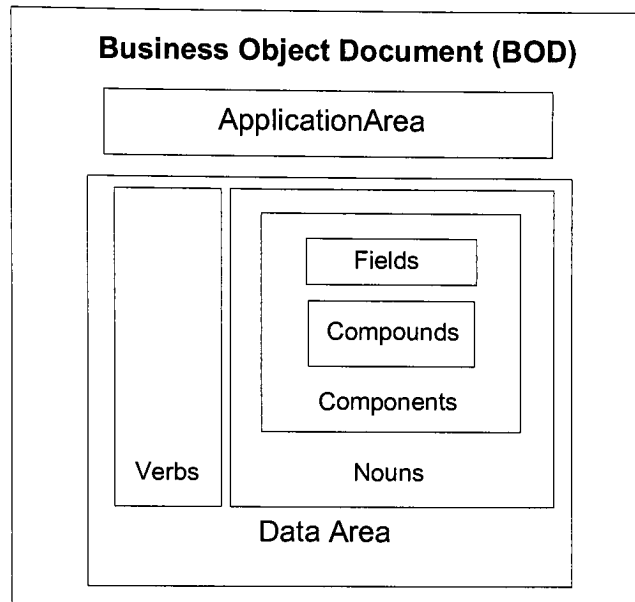 Business Object Document (BOD)
ApplicationArea
Fields
Compounds
Components
Verbs
Nouns
Data Area